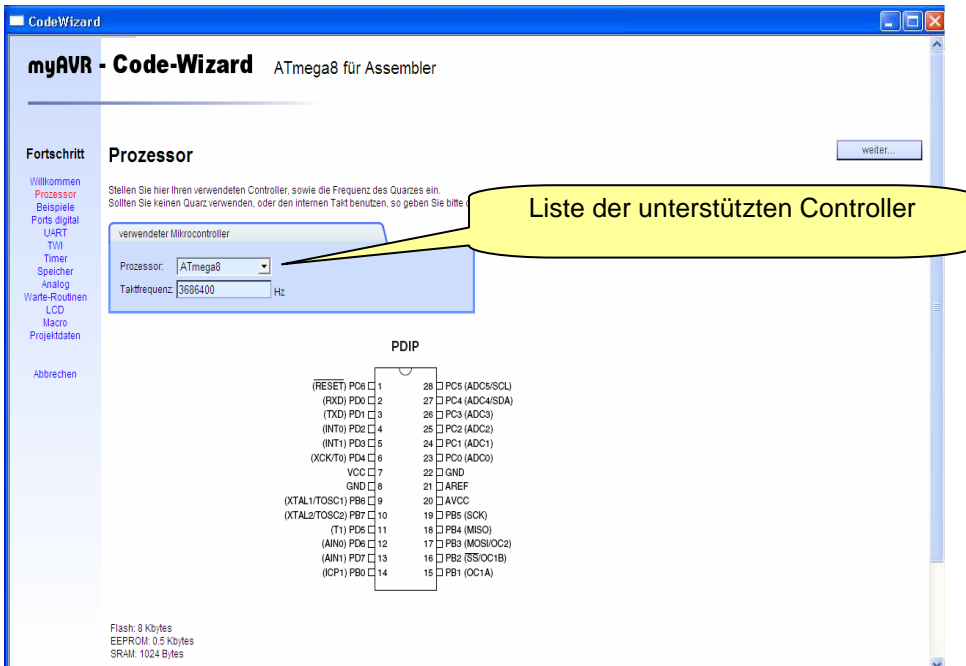 CodeWizard
myAVR - Code-Wizard ATmega8 für Assembler
Fortschritt
Willkommen
Prozessor
Beispiele
Ports digital
UART
TWI
Timer
Speicher
Analog
Warte-Routinen
LCD
Macro
Projektdaten
Abbrechen
Prozessor
weiter...
Stellen Sie hier Ihren verwendeten Controller, sowie die Frequenz des Quarzes ein.
Sollten Sie keinen Quarz verwenden, oder den internen Takt benutzen, so geben Sie bitte
Liste der unterstützten Controller
verwendeter Mikrocontroller
Prozessor: ATmega8
Taktfrequenz: 3686400 Hz
PDIP
(RESET) PC6 1 28 PC5 (ADC5/SCL)
(RXD) PD0 2 27 PC4 (ADC4/SDA)
(TXD) PD1 3 26 PC3 (ADC3)
(INT0) PD2 4 25 PC2 (ADC2)
(INT1) PD3 5 24 PC1 (ADC1)
(XCK/T0) PD4 6 23 PC0 (ADC0)
VCC 7 22 GND
GND 8 21 AREF
(XTAL1/TOSC1) PB6 9 20 AVCC
(XTAL2/TOSC2) PB7 10 19 PB5 (SCK)
(T1) PD5 11 18 PB4 (MISO)
(AIN0) PD6 12 17 PB3 (MOSI/OC2)
(AIN1) PD7 13 16 PB2 (SS/OC1B)
(ICP1) PB0 14 15 PB1 (OC1A)
Flash: 8 Kbytes
EEPROM: 0.5 Kbytes
SRAM: 1024 Bytes